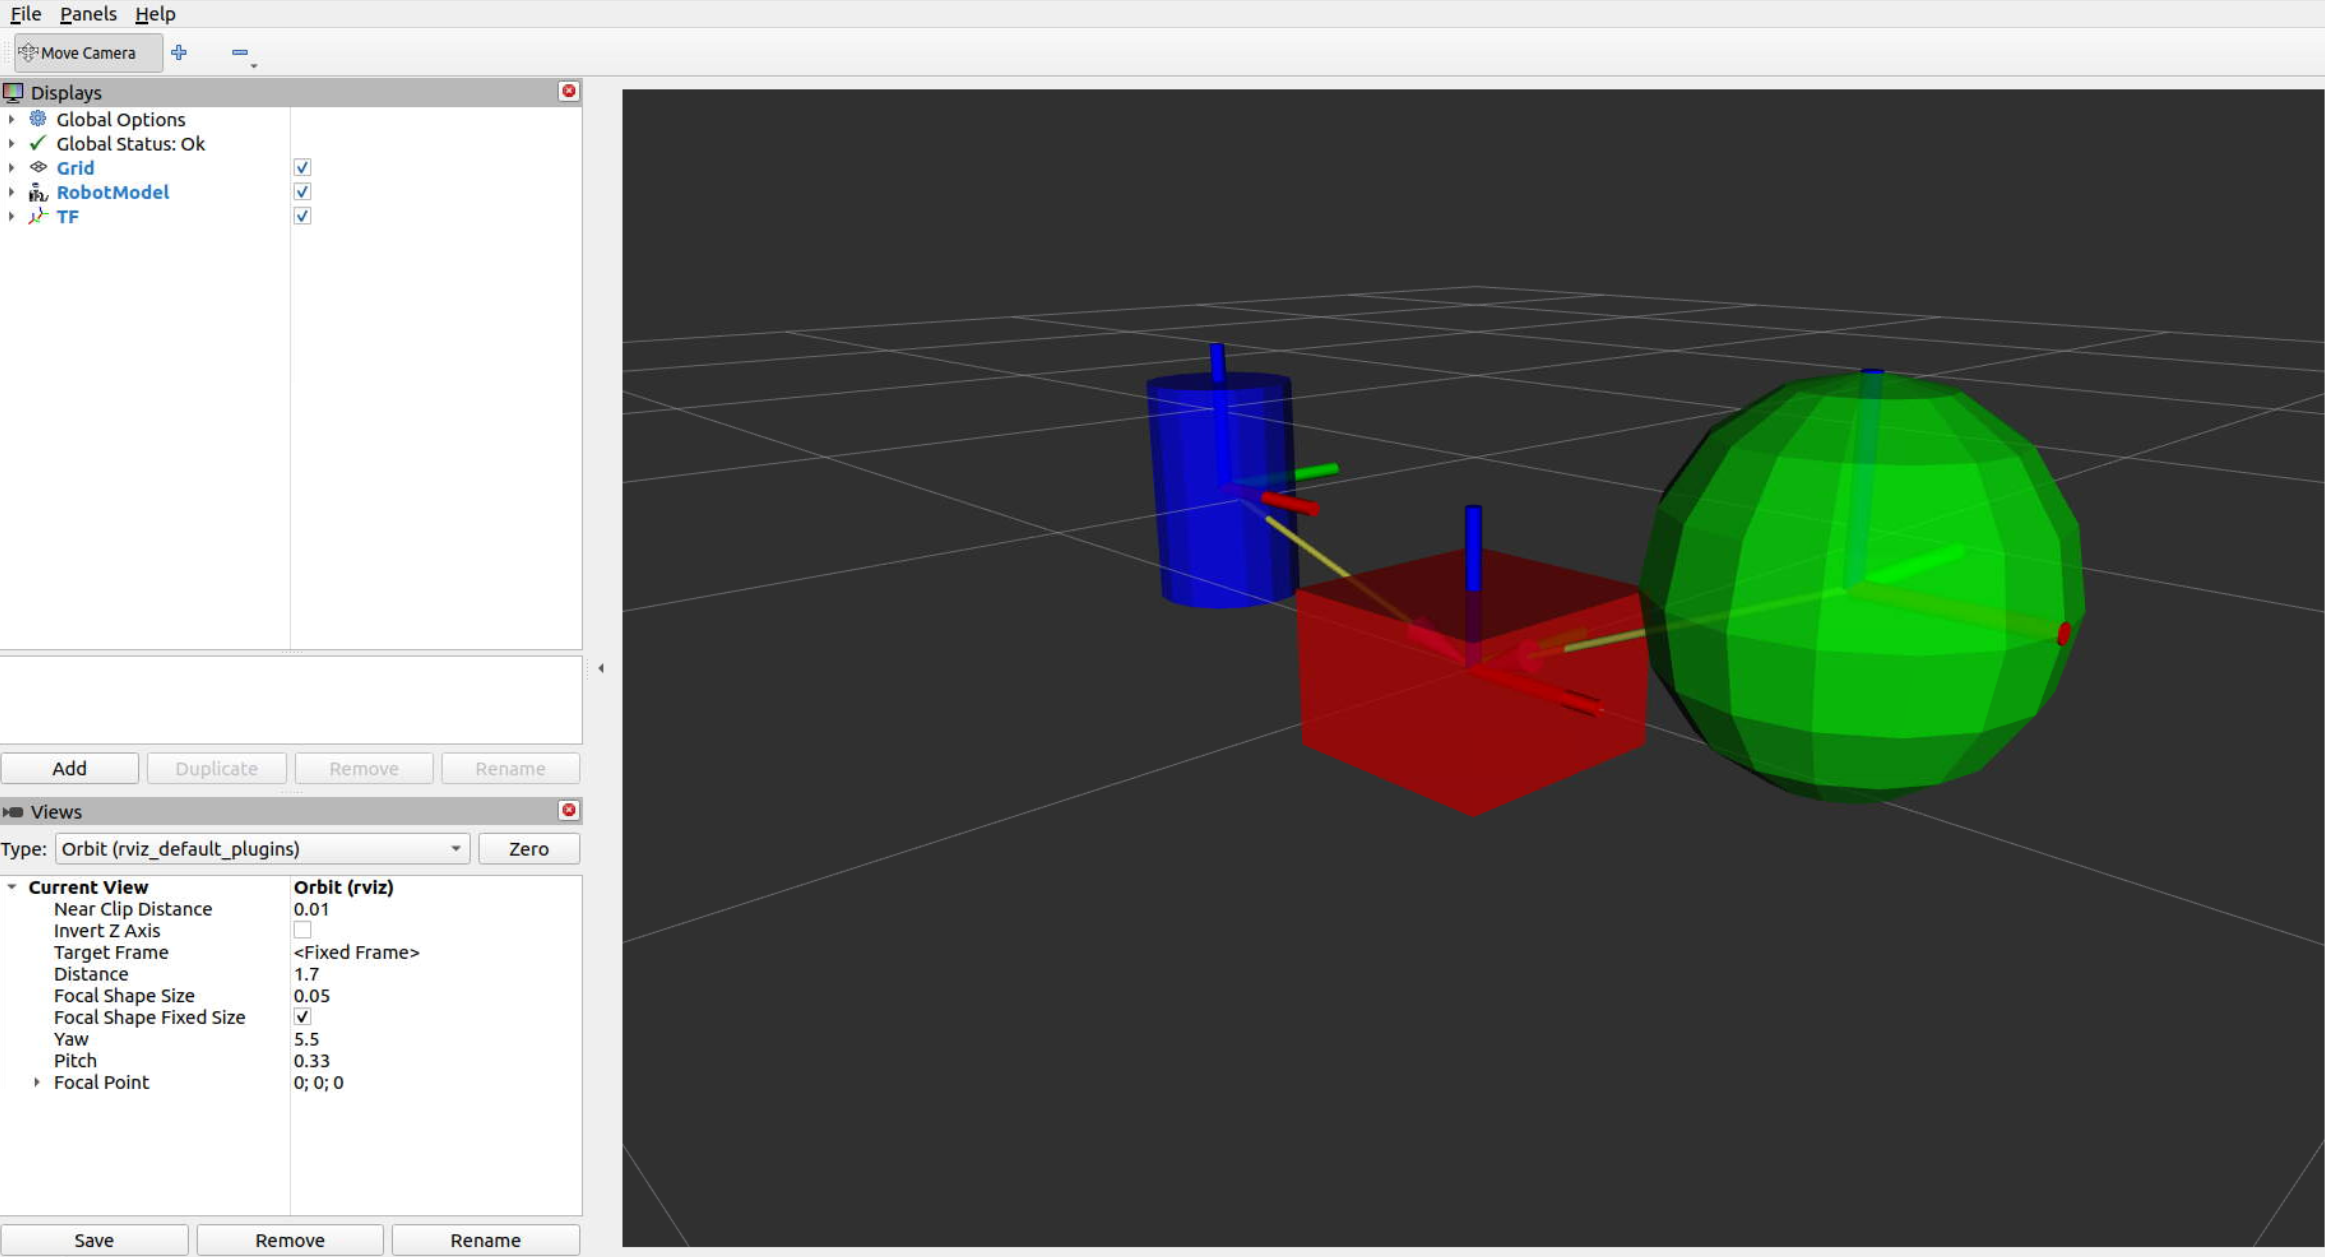 File Panels Help
Move Camera
Displays
Global Options
Global Status: Ok
Grid
RobotModel
TF
Add Duplicate Remove Rename
Views
Type: Orbit (rviz_default_plugins) Zero
Current View Orbit (rviz)
Near Clip Distance 0.01
Invert Z Axis
Target Frame <Fixed Frame>
Distance 1.7
Focal Shape Size 0.05
Focal Shape Fixed Size
Yaw 5.5
Pitch 0.33
Focal Point 0; 0; 0
Save Remove Rename